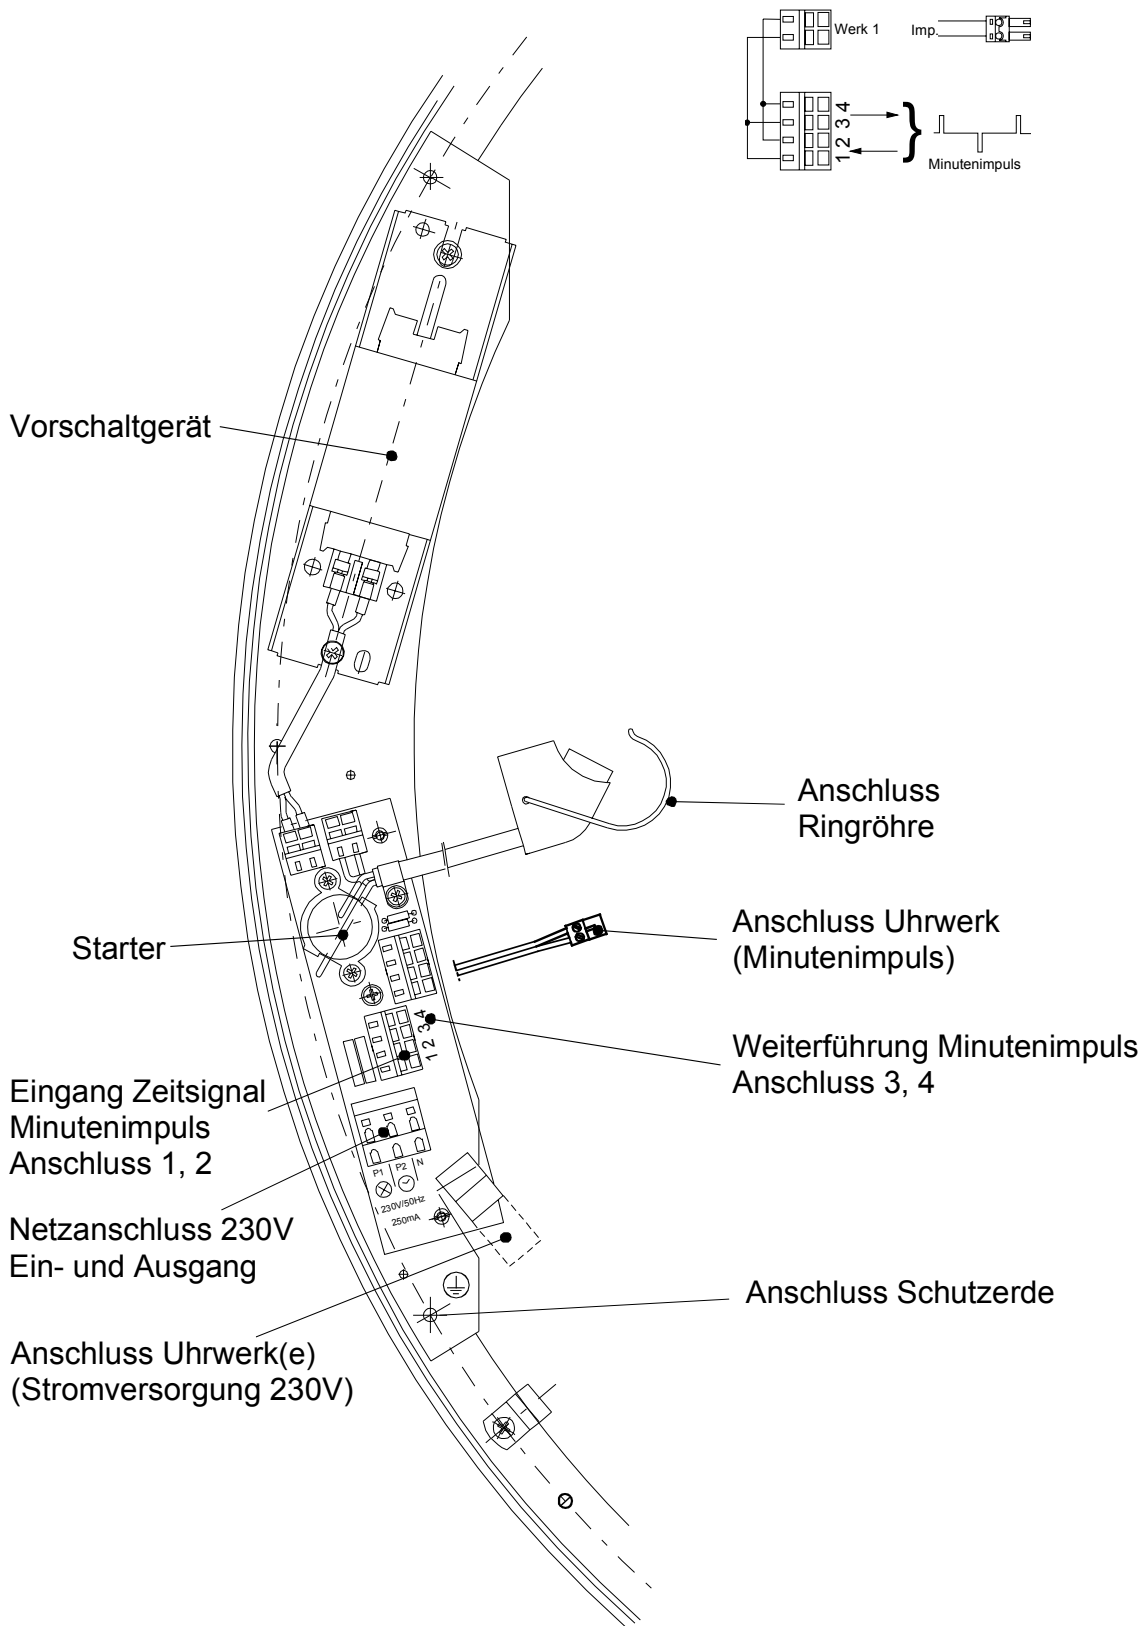 Werk 1
Imp.
4
3
2
1
Minutenimpuls
Vorschaltgerät
Anschluss
Ringröhre
Starter
Anschluss Uhrwerk
(Minutenimpuls)
1 2 3 4
Weiterführung Minutenimpuls
Anschluss 3, 4
Eingang Zeitsignal
Minutenimpuls
Anschluss 1, 2
P1 P2 N
230V/50Hz
250mA
Netzanschluss 230V
Ein- und Ausgang
Anschluss Schutzerde
Anschluss Uhrwerk(e)
(Stromversorgung 230V)